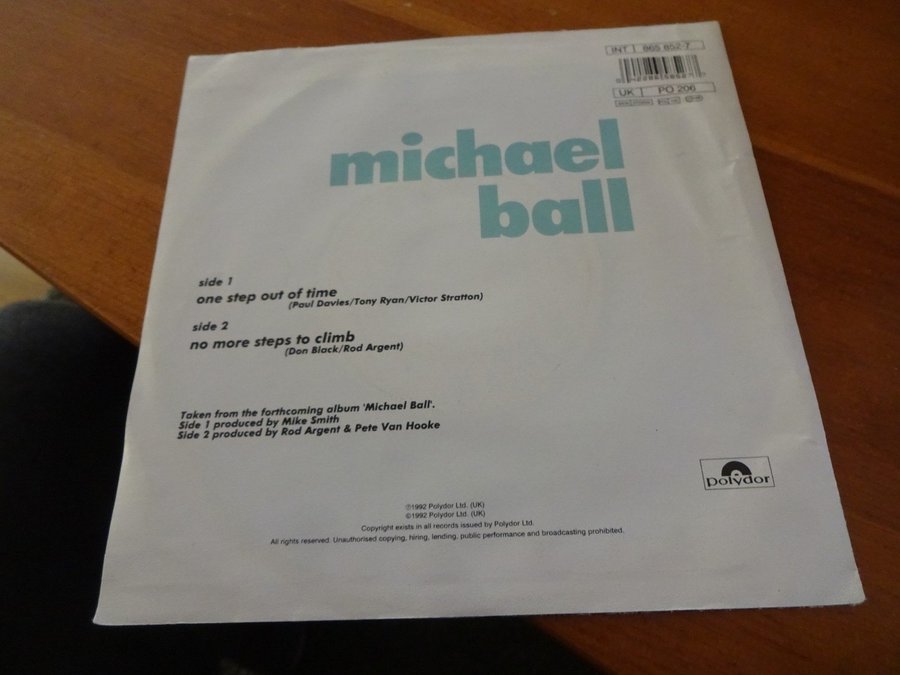 INT 865 852-7
UK PO 206
michael
ball
side 1
one step out of time
(Paul Davies/Tony Ryan/Victor Stratton)
side 2
no more steps to climb
(Don Black/Rod Argent)
Taken from the forthcoming album 'Michael Ball'.
Side 1 produced by Mike Smith
Side 2 produced by Rod Argent & Pete Van Hooke
polydor
℗1992 Polydor Ltd. (UK)
©1992 Polydor Ltd. (UK)
Copyright exists in all records issued by Polydor Ltd.
All rights reserved. Unauthorised copying, hiring, lending, public performance and broadcasting prohibited.